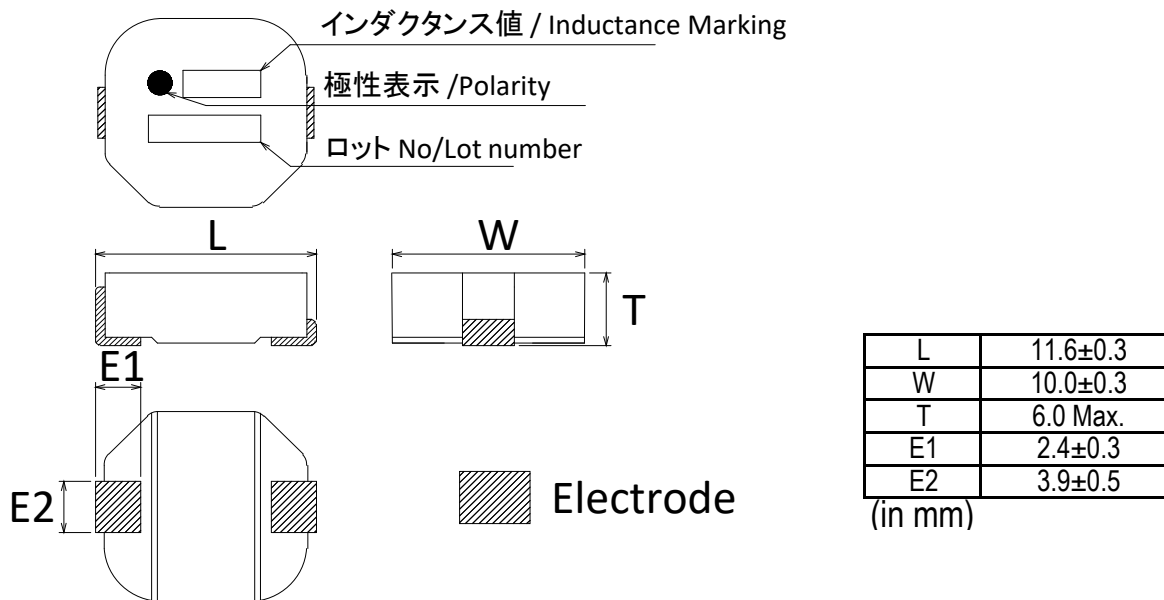 インダクタンス値 / Inductance Marking
極性表示 /Polarity
ロット No/Lot number
L
W
T
E1
E2
Electrode
L 11.6±0.3
W 10.0±0.3
T 6.0 Max.
E1 2.4±0.3
E2 3.9±0.5
(in mm)